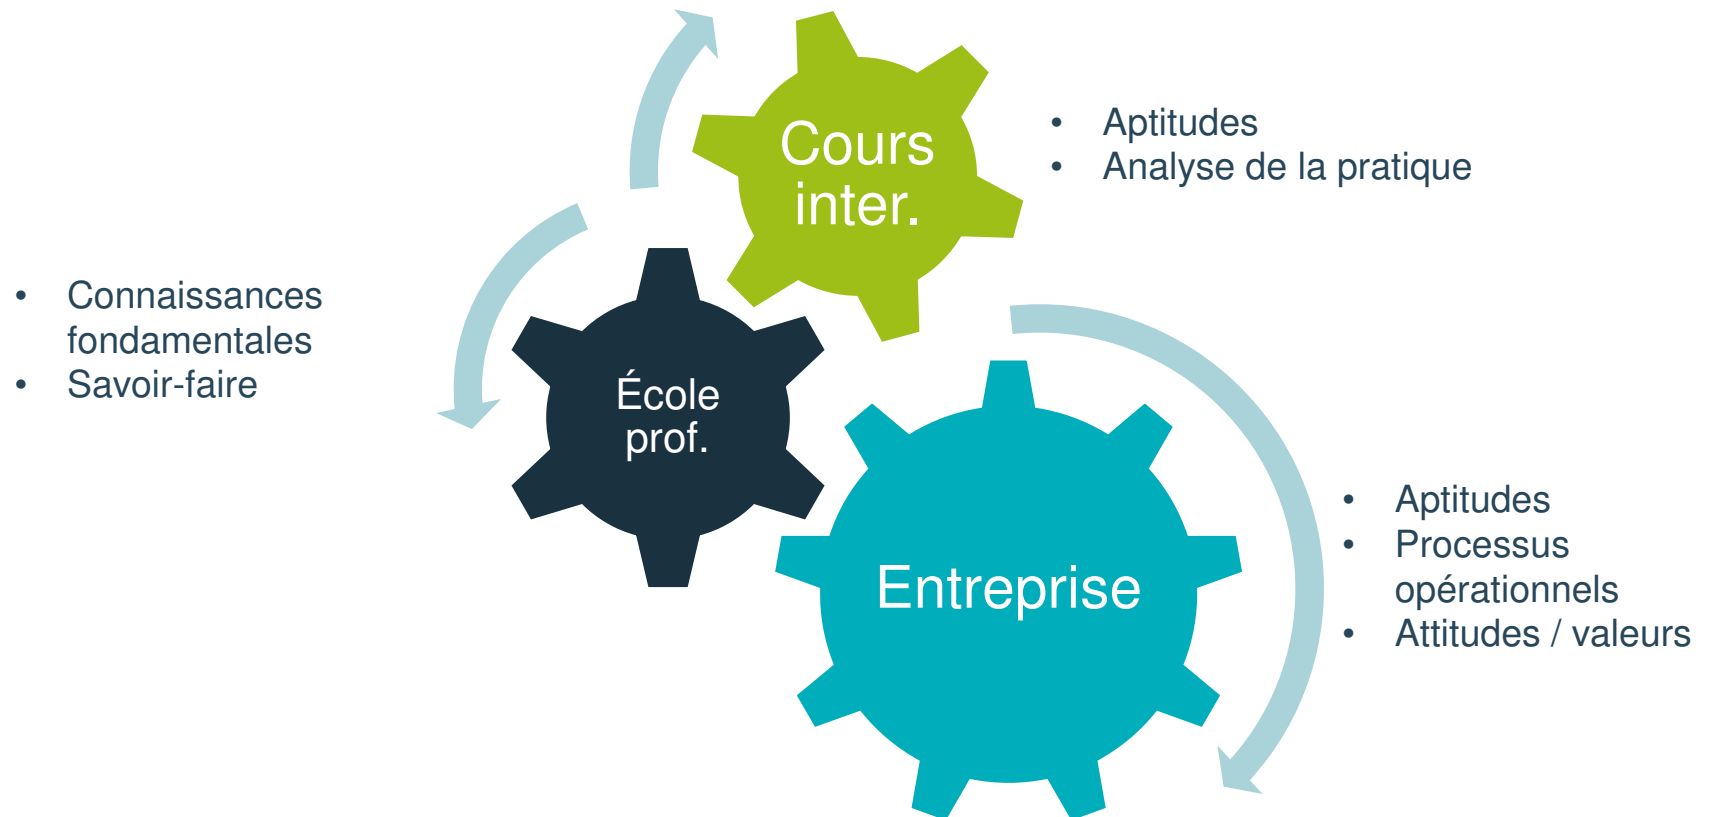 Cours
inter.
• Aptitudes
• Analyse de la pratique
• Connaissances
fondamentales
• Savoir-faire
École
prof.
Entreprise
• Aptitudes
• Processus
opérationnels
• Attitudes / valeurs